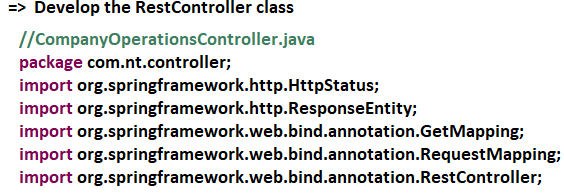 => Develop the RestController class
//CompanyOperationsController.java
package com.nt.controller;
import org.springframework.http.HttpStatus;
import org.springframework.http.ResponseEntity;
import org.springframework.web.bind.annotation.GetMapping;
import org.springframework.web.bind.annotation.RequestMapping;
import org.springframework.web.bind.annotation.RestController;